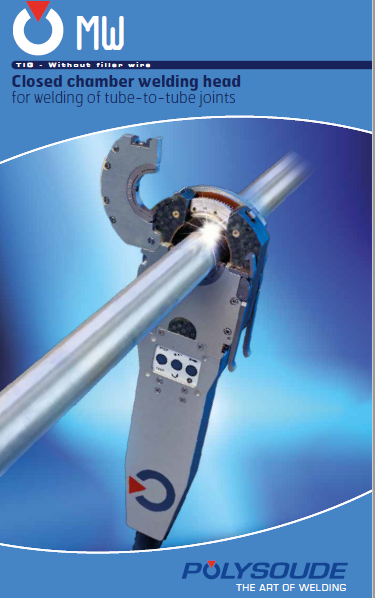 MW
TIG - Without filler wire
Closed chamber welding head
for welding of tube-to-tube joints
POLYSOUDE
THE ART OF WELDING